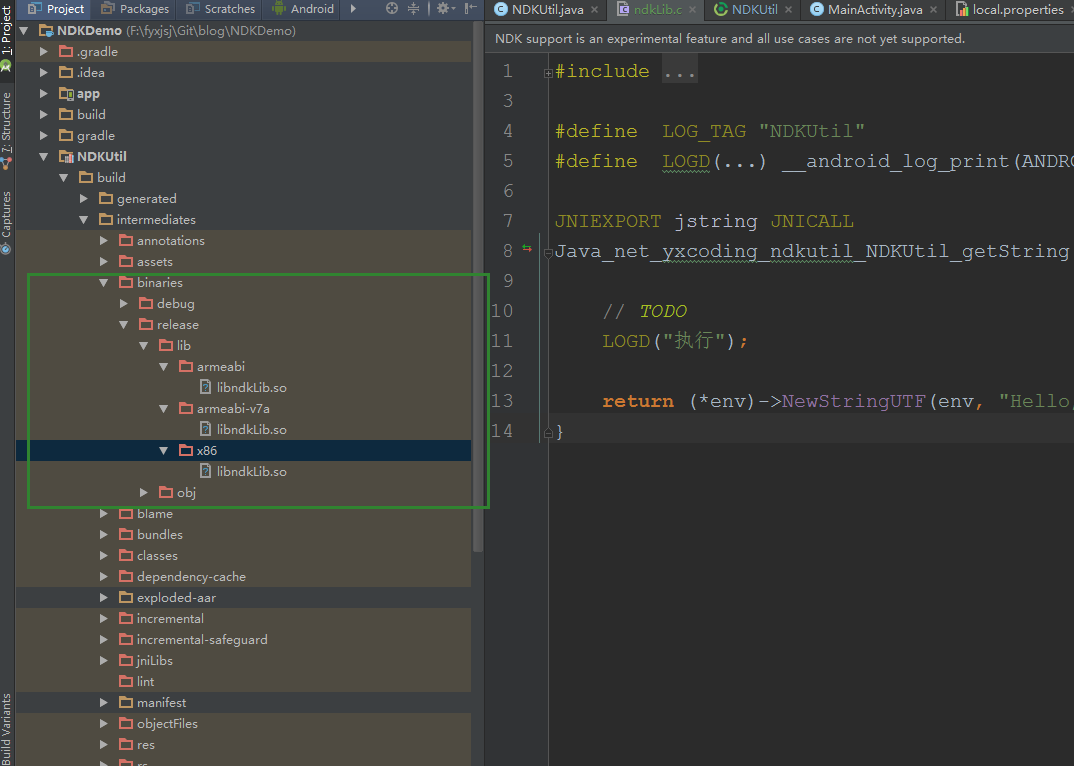 Project Packages Scratches Android
NDKUtil.java ndkLib.c NDKUtil MainActivity.java local.properties
1: Project
7: Structure
Captures
Build Variants
NDKDemo (F:\fyxjsj\Git\blog\NDKDemo)
.gradle
.idea
app
build
gradle
NDKUtil
build
generated
intermediates
annotations
assets
binaries
debug
release
lib
armeabi
libndkLib.so
armeabi-v7a
libndkLib.so
x86
libndkLib.so
obj
blame
bundles
classes
dependency-cache
exploded-aar
incremental
incremental-safeguard
jniLibs
lint
manifest
objectFiles
res
rs
NDK support is an experimental feature and all use cases are not yet supported.
1 #include ...
3
4 #define LOG_TAG "NDKUtil"
5 #define LOGD(...) __android_log_print(ANDRO
6
7 JNIEXPORT jstring JNICALL
8 Java_net_yxcoding_ndkutil_NDKUtil_getString
9
10 // TODO
11 LOGD("执行");
12
13 return (*env)->NewStringUTF(env, "Hello,
14 }